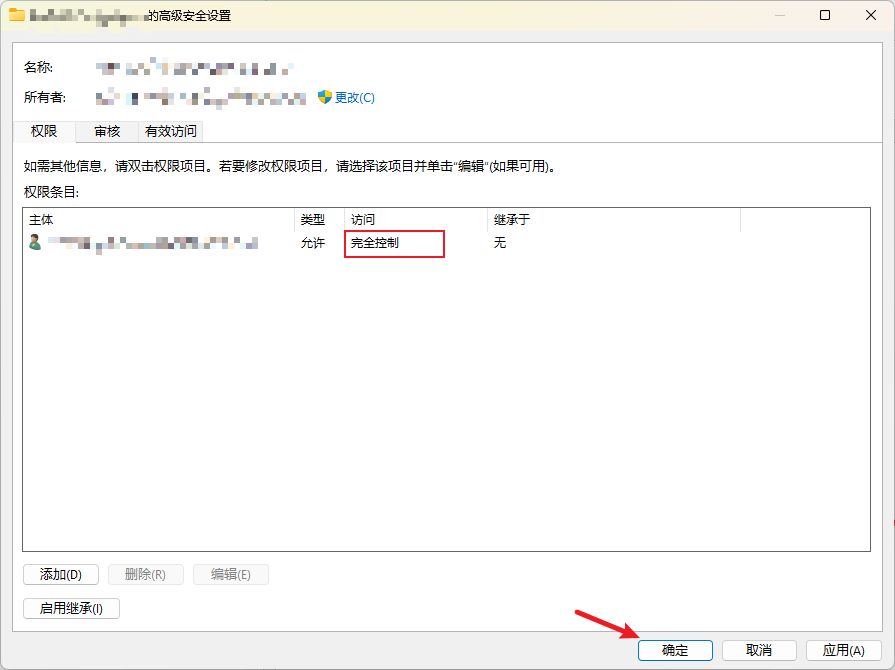 的高级安全设置
名称:
所有者: 更改(C)
权限 审核 有效访问
如需其他信息，请双击权限项目。若要修改权限项目，请选择该项目并单击“编辑”(如果可用)。
权限条目:
主体 类型 访问 继承于
允许 完全控制 无
添加(D) 删除(R) 编辑(E)
启用继承(I)
确定 取消 应用(A)